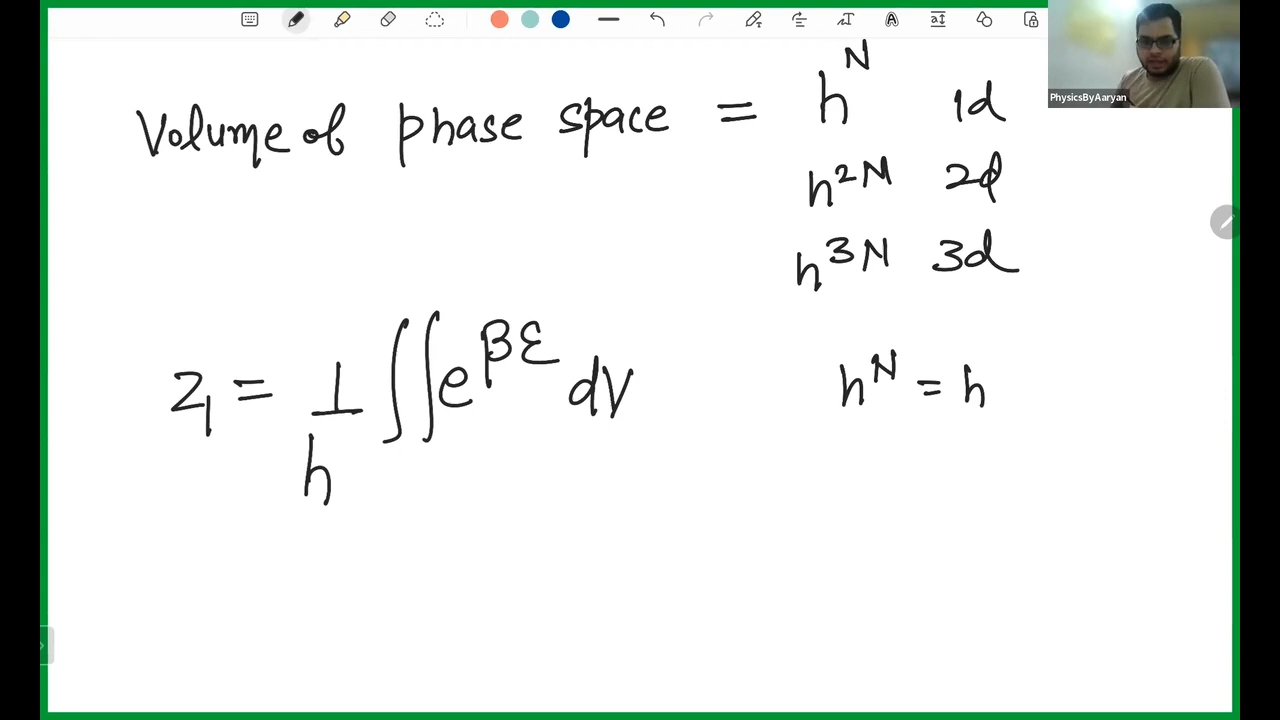 PhysicsByAaryan
Volume of phase space = h^N 1d
h^2N 2d
h^3N 3d
Z₁ = 1/h ∫∫ e^βε dV
h^N = h